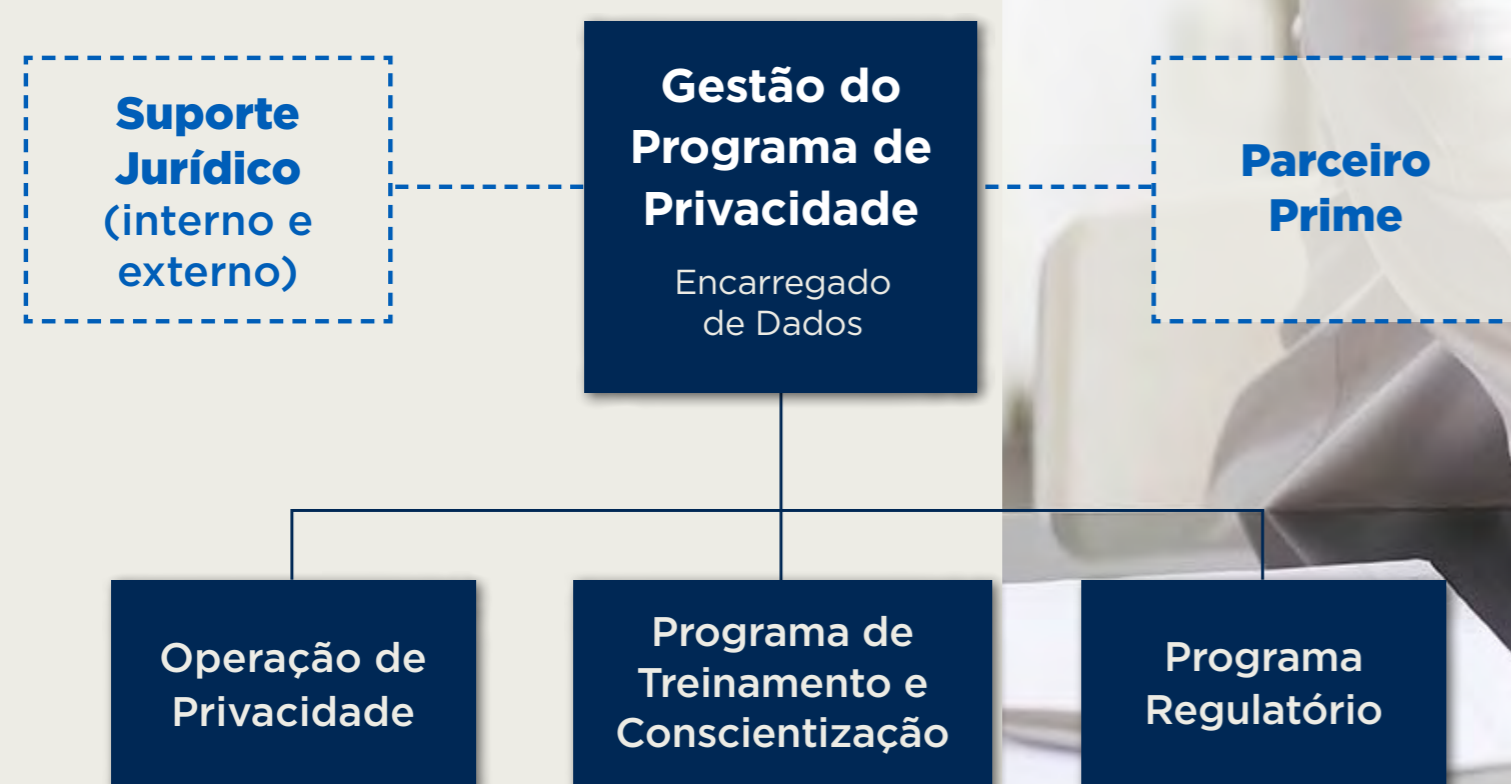 Suporte
Jurídico
(interno e
externo)
Gestão do
Programa de
Privacidade
Encarregado
de Dados
Parceiro
Prime
Operação de
Privacidade
Programa de
Treinamento e
Conscientização
Programa
Regulatório